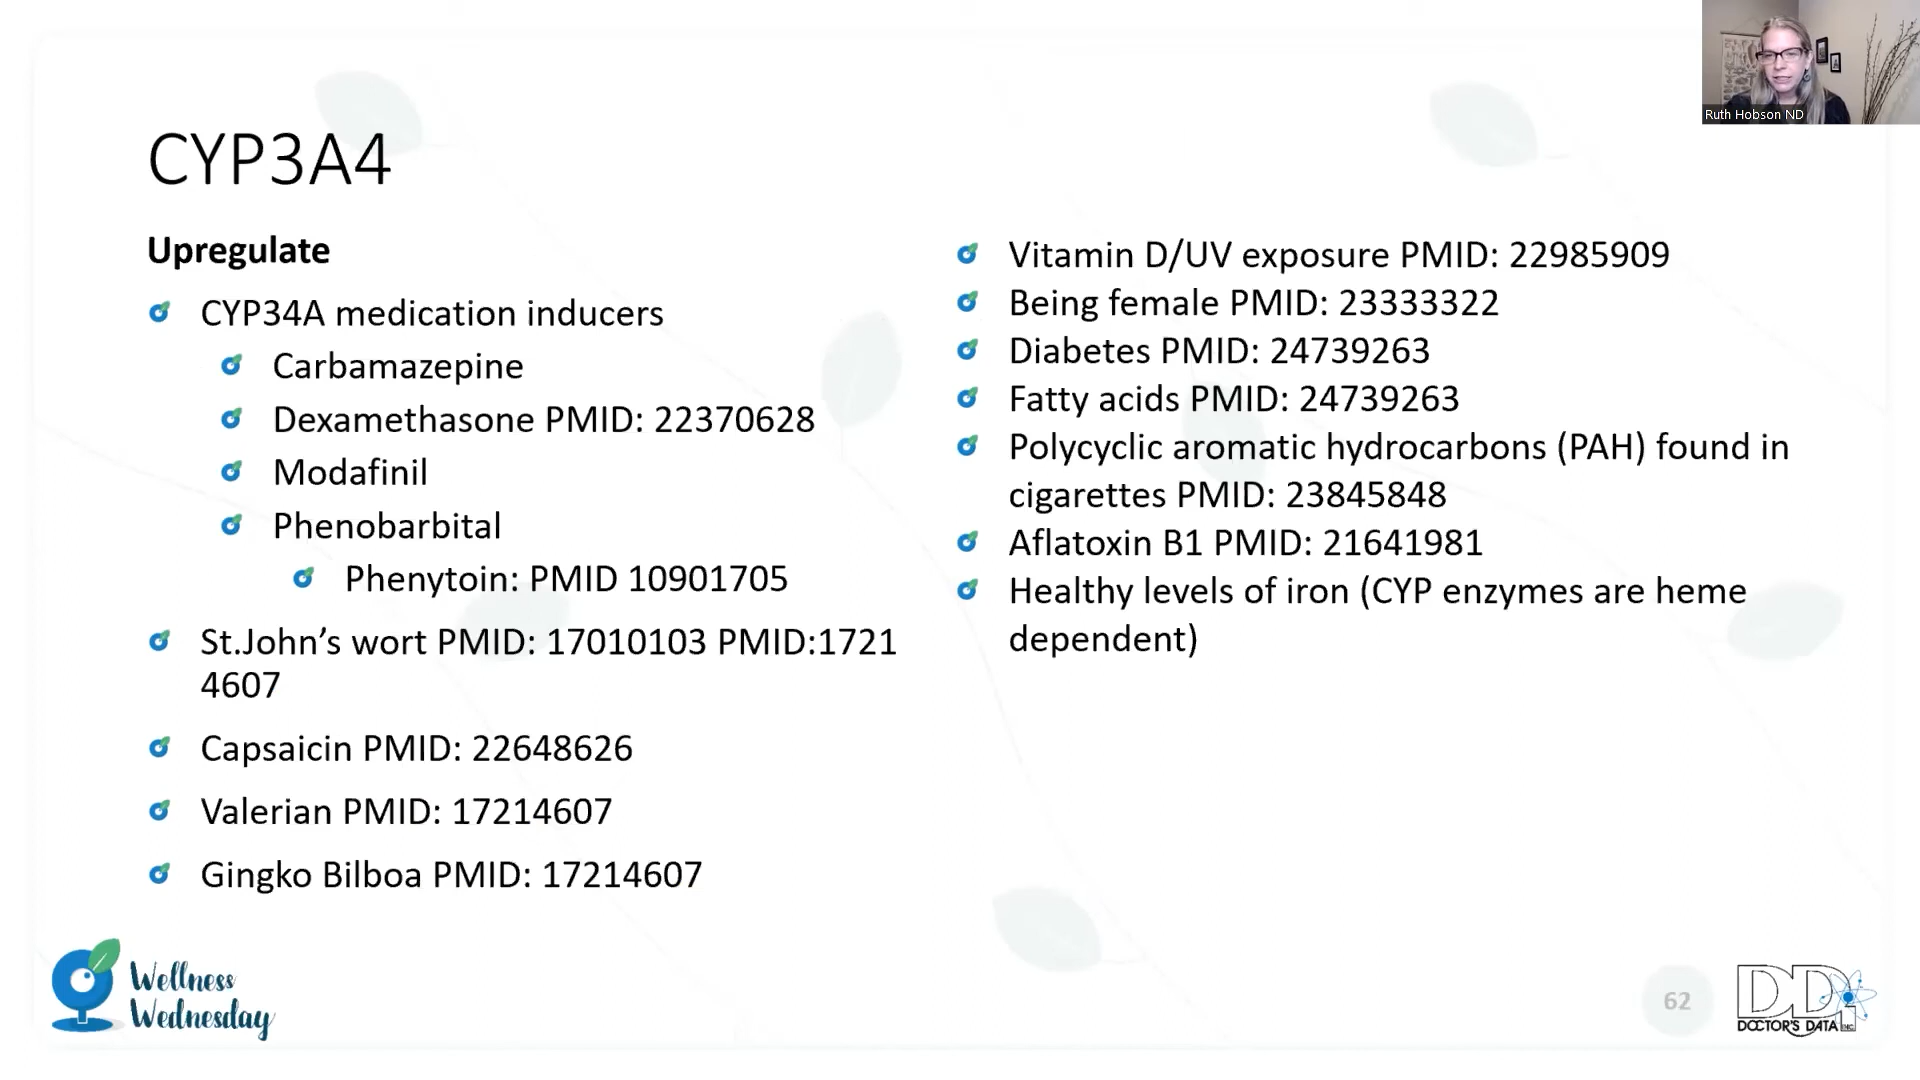 Ruth Hobson ND
CYP3A4
Upregulate
CYP34A medication inducers
Carbamazepine
Dexamethasone PMID: 22370628
Modafinil
Phenobarbital
Phenytoin: PMID 10901705
St.John’s wort PMID: 17010103 PMID:1721
4607
Capsaicin PMID: 22648626
Valerian PMID: 17214607
Gingko Bilboa PMID: 17214607
Vitamin D/UV exposure PMID: 22985909
Being female PMID: 23333322
Diabetes PMID: 24739263
Fatty acids PMID: 24739263
Polycyclic aromatic hydrocarbons (PAH) found in
cigarettes PMID: 23845848
Aflatoxin B1 PMID: 21641981
Healthy levels of iron (CYP enzymes are heme
dependent)
Wellness
Wednesday
62
DDI
DOCTOR'S DATA INC.